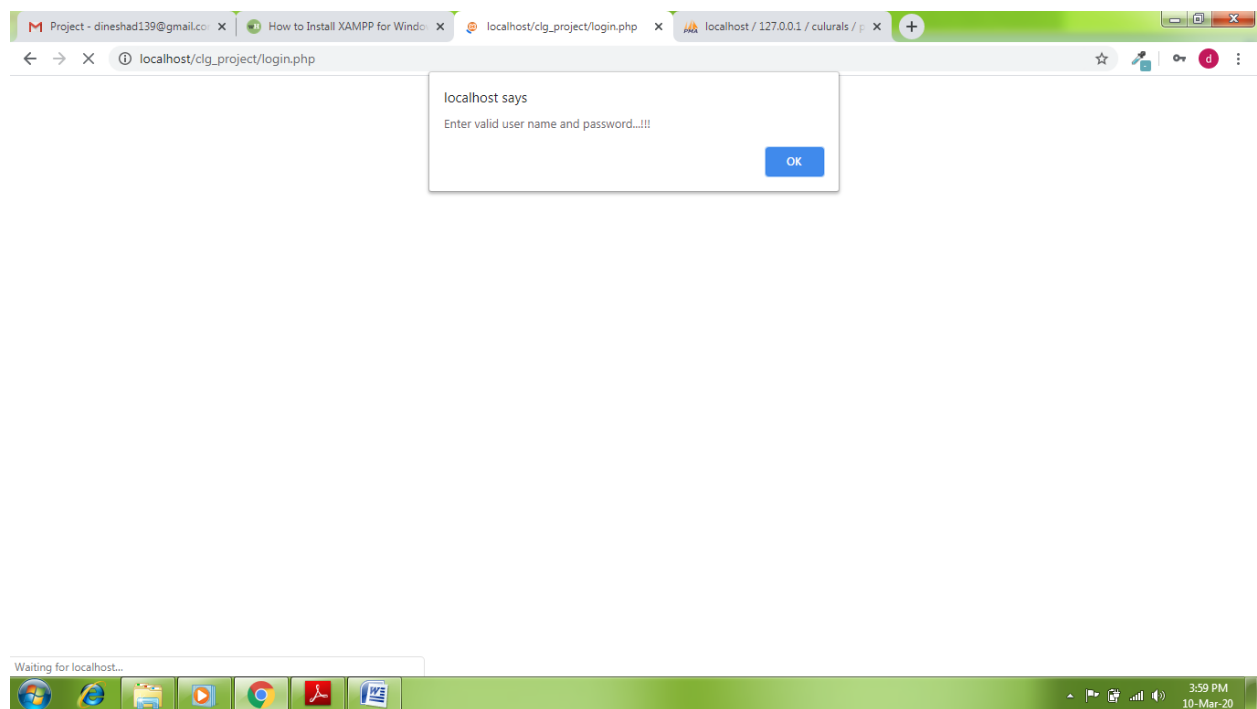 Project - dineshad139@gmail.co
How to Install XAMPP for Windo
localhost/clg_project/login.php
localhost / 127.0.0.1 / culurals / p
localhost/clg_project/login.php
d
localhost says
Enter valid user name and password...!!!
OK
Waiting for localhost...
3:59 PM
10-Mar-20